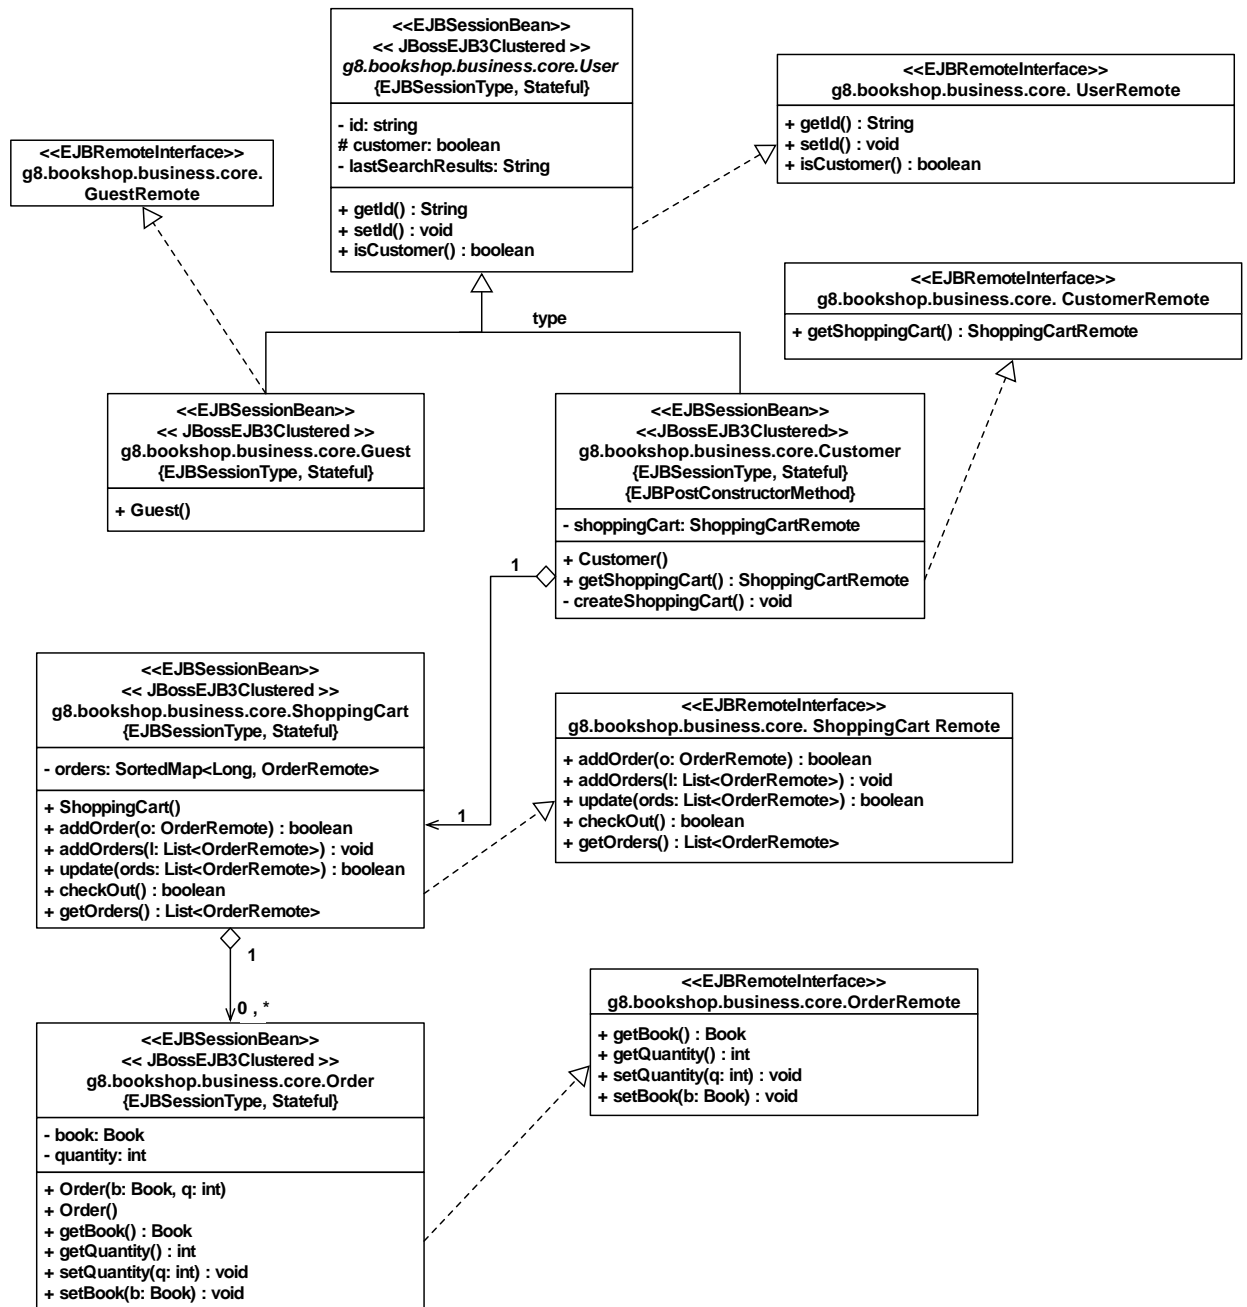 <<EJBSessionBean>>
<< JBossEJB3Clustered >>
g8.bookshop.business.core.User
{EJBSessionType, Stateful}
- id: string
# customer: boolean
- lastSearchResults: String
+ getId() : String
+ setId() : void
+ isCustomer() : boolean
<<EJBRemoteInterface>>
g8.bookshop.business.core. UserRemote
+ getId() : String
+ setId() : void
+ isCustomer() : boolean
<<EJBRemoteInterface>>
g8.bookshop.business.core.
GuestRemote
<<EJBRemoteInterface>>
g8.bookshop.business.core. CustomerRemote
+ getShoppingCart() : ShoppingCartRemote
type
<<EJBSessionBean>>
<< JBossEJB3Clustered >>
g8.bookshop.business.core.Guest
{EJBSessionType, Stateful}
+ Guest()
<<EJBSessionBean>>
<<JBossEJB3Clustered>>
g8.bookshop.business.core.Customer
{EJBSessionType, Stateful}
{EJBPostConstructorMethod}
- shoppingCart: ShoppingCartRemote
+ Customer()
+ getShoppingCart() : ShoppingCartRemote
- createShoppingCart() : void
1
1
<<EJBSessionBean>>
<< JBossEJB3Clustered >>
g8.bookshop.business.core.ShoppingCart
{EJBSessionType, Stateful}
- orders: SortedMap<Long, OrderRemote>
+ ShoppingCart()
+ addOrder(o: OrderRemote) : boolean
+ addOrders(l: List<OrderRemote>) : void
+ update(ords: List<OrderRemote>) : boolean
+ checkOut() : boolean
+ getOrders() : List<OrderRemote>
<<EJBRemoteInterface>>
g8.bookshop.business.core. ShoppingCart Remote
+ addOrder(o: OrderRemote) : boolean
+ addOrders(l: List<OrderRemote>) : void
+ update(ords: List<OrderRemote>) : boolean
+ checkOut() : boolean
+ getOrders() : List<OrderRemote>
1
0 , *
<<EJBSessionBean>>
<< JBossEJB3Clustered >>
g8.bookshop.business.core.Order
{EJBSessionType, Stateful}
- book: Book
- quantity: int
+ Order(b: Book, q: int)
+ Order()
+ getBook() : Book
+ getQuantity() : int
+ setQuantity(q: int) : void
+ setBook(b: Book) : void
<<EJBRemoteInterface>>
g8.bookshop.business.core.OrderRemote
+ getBook() : Book
+ getQuantity() : int
+ setQuantity(q: int) : void
+ setBook(b: Book) : void